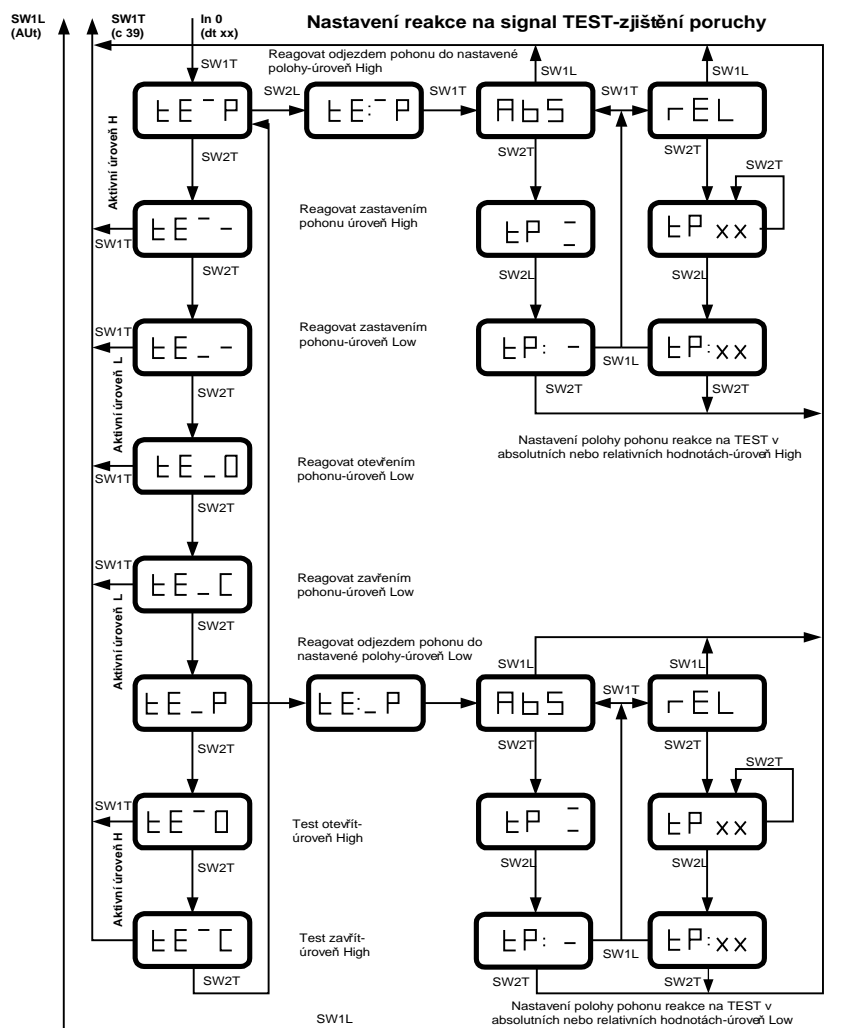 SW1L
(AUt)
SW1T
(c 39)
In 0
(dt xx)
Nastavení reakce na signal TEST-zjištění poruchy
SW1T
Reagovat odjezdem pohonu do nastavené
polohy-úroveň High
SW2L
SW1T
SW1L
SW1T
SW1L
tE¯P
tE:¯P
AbS
rEL
Aktivní úroveň H
SW2T
SW2T
SW2T
SW2T
tE¯-
SW1T
Reagovat zastavením
pohonu úroveň High
tP
tP xx
SW2T
SW2L
SW2L
SW1T
tE_-
Reagovat zastavením
pohonu-úroveň Low
tP: -
SW1L
tP:xx
Aktivní úroveň L
SW2T
SW2T
SW2T
tE_O
SW1T
Reagovat otevřením
pohonu-úroveň Low
Nastavení polohy pohonu reakce na TEST v
absolutních nebo relativních hodnotách-úroveň High
SW2T
SW1T
tE_C
Reagovat zavřením
pohonu-úroveň Low
Aktivní úroveň L
SW2T
Reagovat odjezdem pohonu do
nastavené polohy-úroveň Low
SW1L
SW1T
SW1L
tE_P
tE:_P
AbS
rEL
SW2T
SW2T
SW2T
SW2T
SW1T
tE¯O
Test otevřít-
úroveň High
tP
tP xx
Aktivní úroveň H
SW2T
SW2L
SW2L
tE¯C
Test zavřít-
úroveň High
tP: -
SW1L
tP:xx
SW2T
SW2T
SW2T
SW1L
Nastavení polohy pohonu reakce na TEST v
absolutních nebo relativních hodnotách-úroveň Low